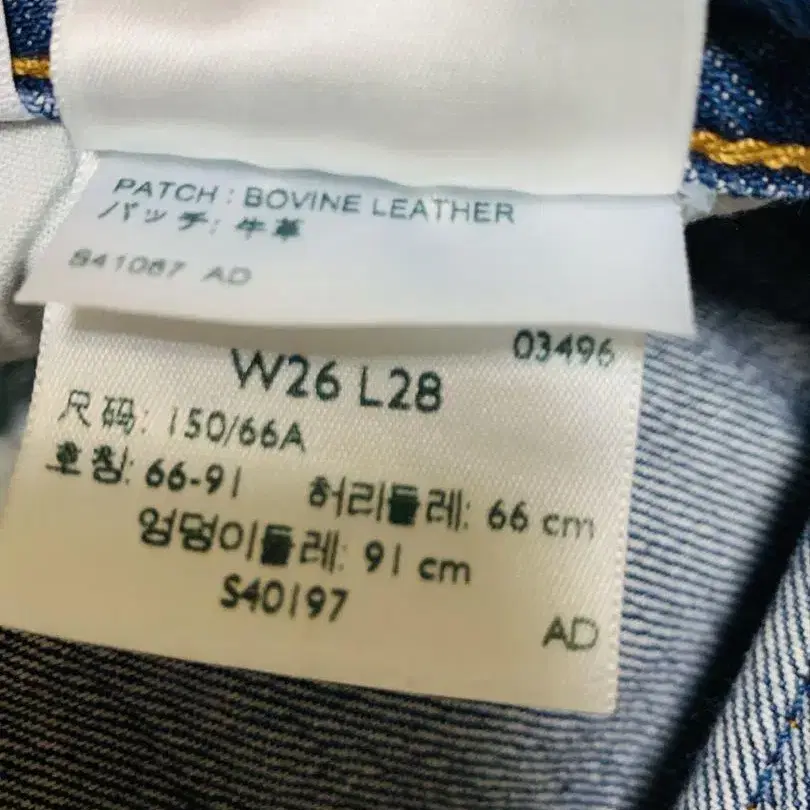 PATCH : BOVINE LEATHER
パッチ: 牛革
S41087 AD
03496
W26 L28
尺码: 150/66A
호칭: 66-91 허리둘레: 66 cm
엉덩이둘레: 91 cm
S40197
AD